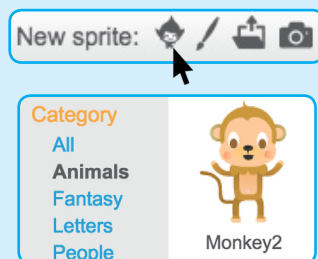 New sprite:
Category
All
Animals
Fantasy
Letters
People
Monkey2